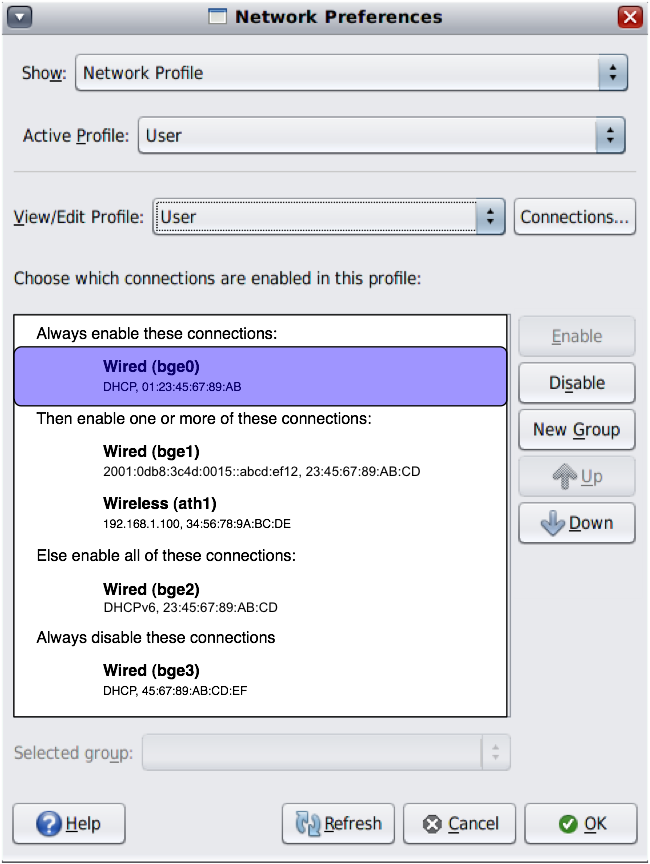 Network Preferences
Show: Network Profile
Active Profile: User
View/Edit Profile: User Connections...
Choose which connections are enabled in this profile:
Always enable these connections:
Wired (bge0)
DHCP, 01:23:45:67:89:AB
Then enable one or more of these connections:
Wired (bge1)
2001:0db8:3c4d:0015::abcd:ef12, 23:45:67:89:AB:CD
Wireless (ath1)
192.168.1.100, 34:56:78:9A:BC:DE
Else enable all of these connections:
Wired (bge2)
DHCPv6, 23:45:67:89:AB:CD
Always disable these connections
Wired (bge3)
DHCP, 45:67:89:AB:CD:EF
Enable
Disable
New Group
Up
Down
Selected group:
Help Refresh Cancel OK